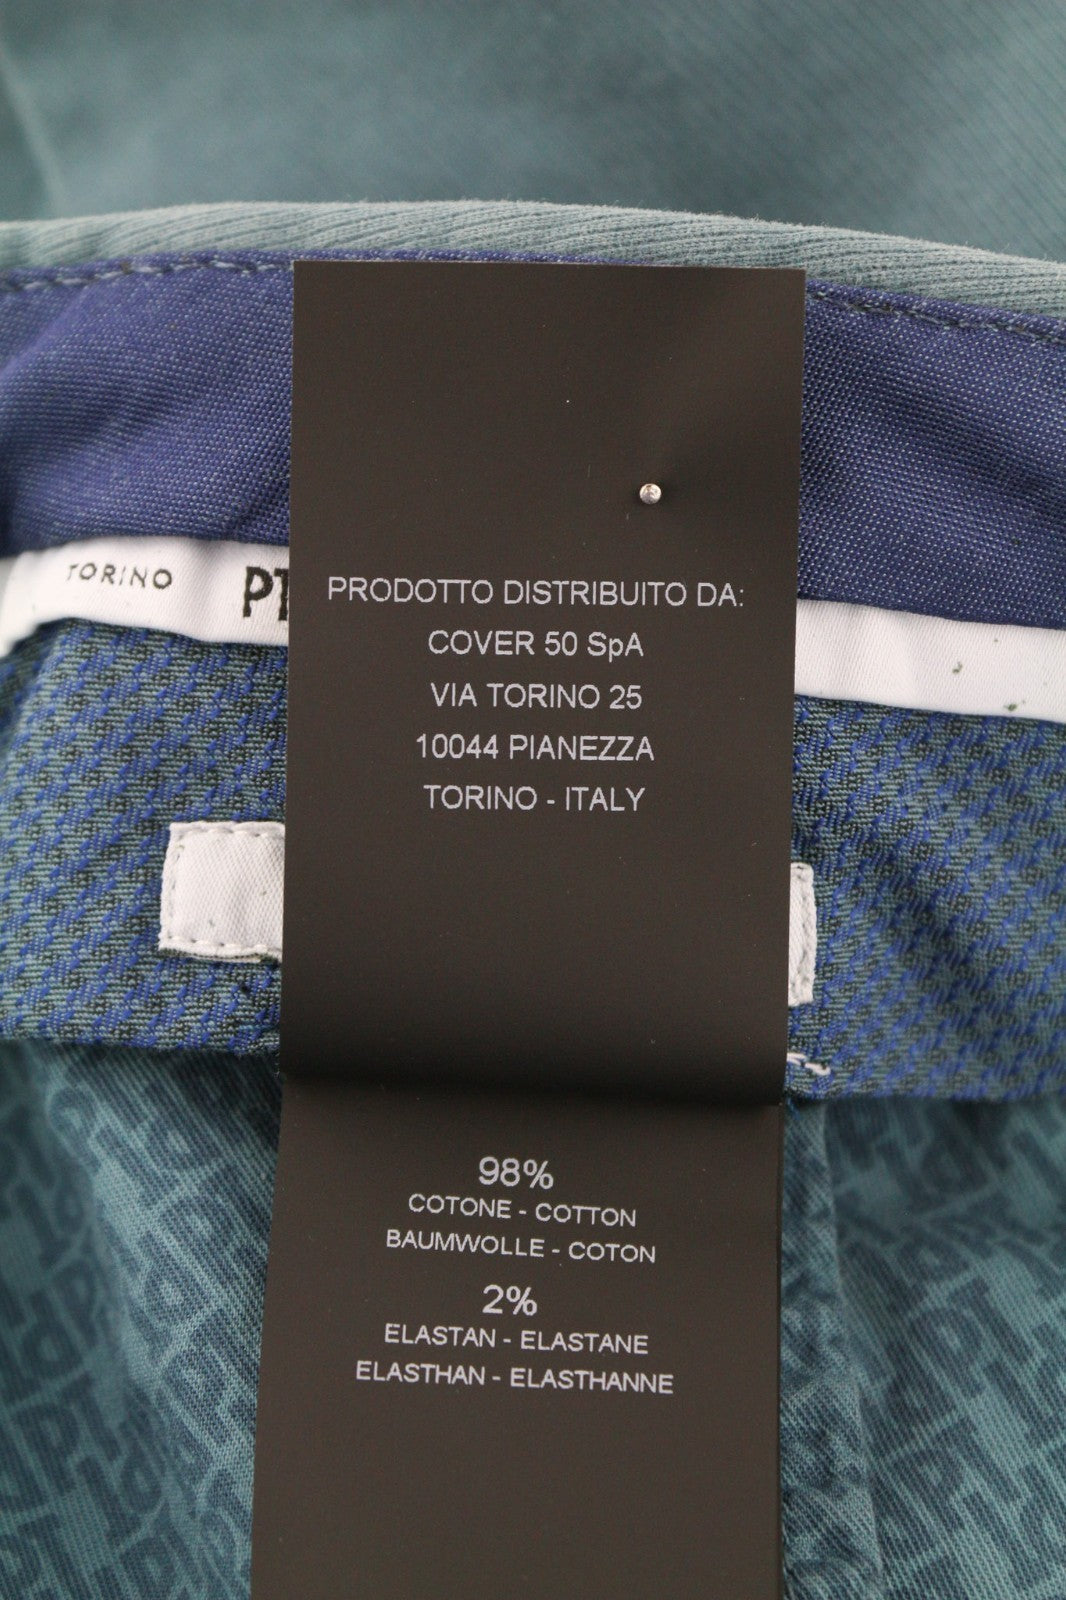 TORINO
PRODOTTO DISTRIBUITO DA:
COVER 50 SpA
VIA TORINO 25
10044 PIANEZZA
TORINO - ITALY
98%
COTONE - COTTON
BAUMWOLLE - COTON
2%
ELASTAN - ELASTANE
ELASTHAN - ELASTHANNE